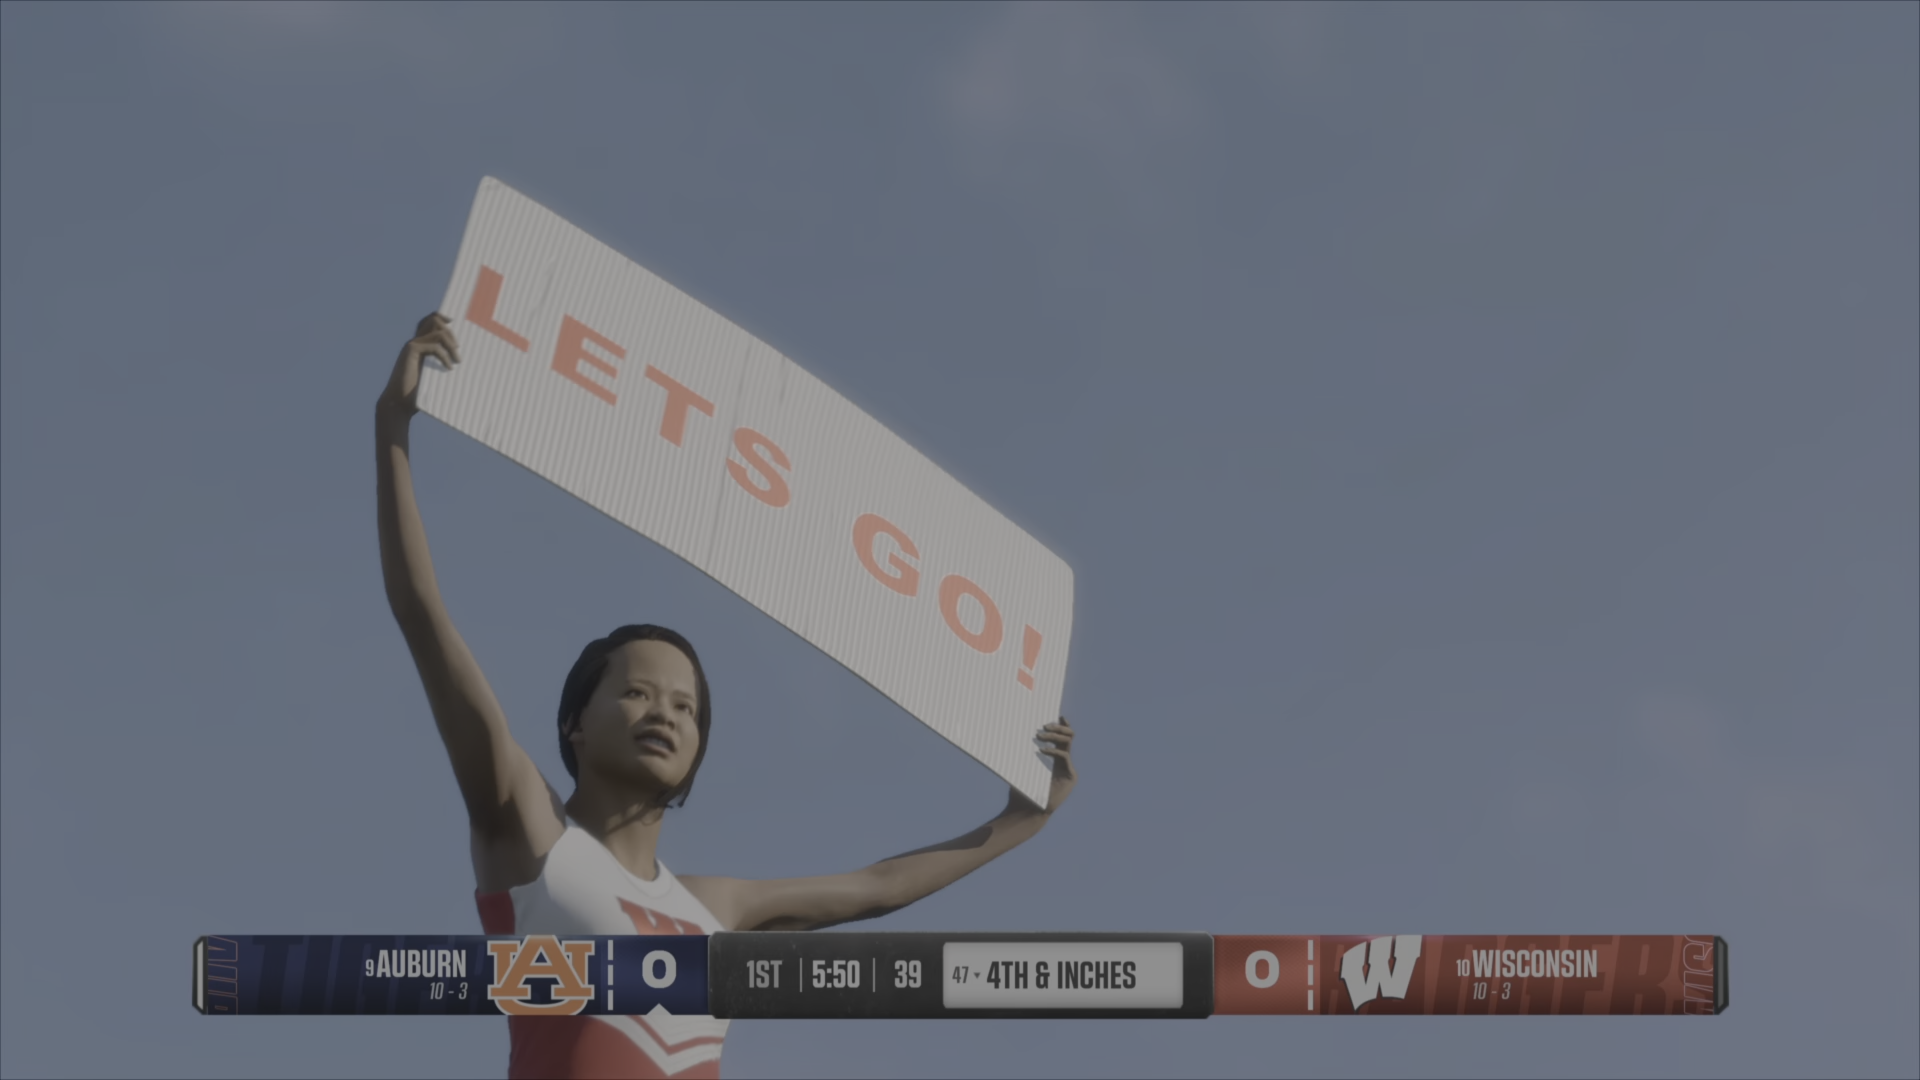 LETS GO!
9 AUBURN
10 - 3
AU
0
1ST
5:50
39
47
4TH & INCHES
0
W
10 WISCONSIN
10 - 3